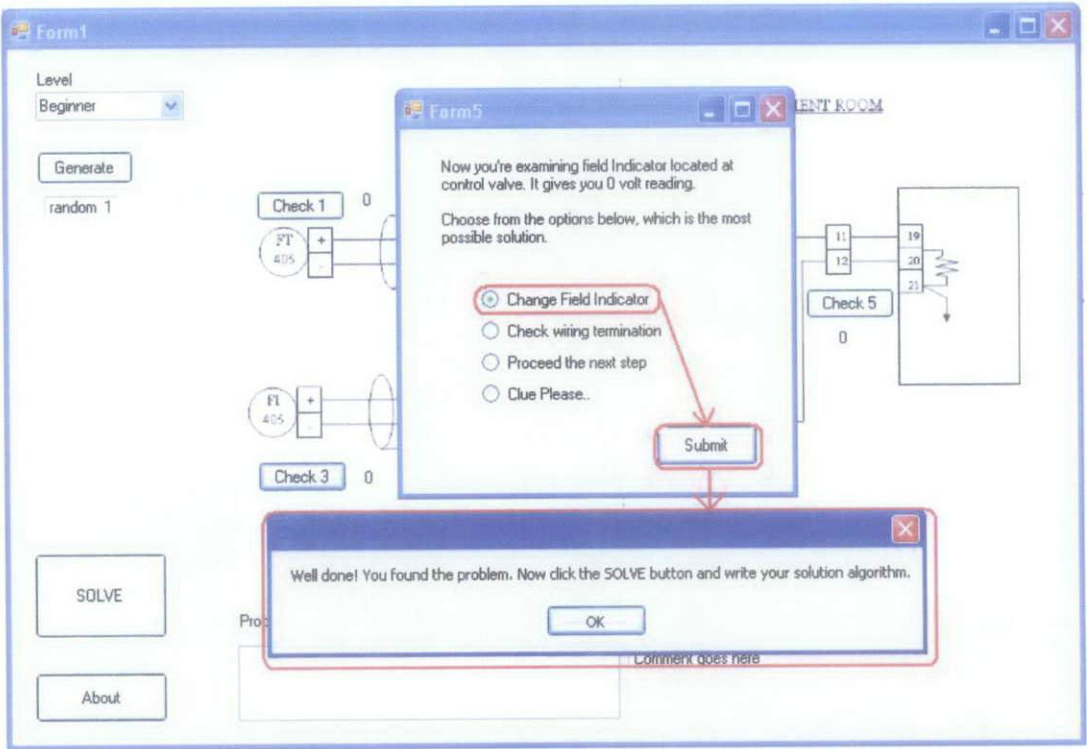 Form1
Level
Beginner
Generate
random 1
Check 1
0
FT
405
+
-
FI
405
+
-
Check 3
0
Form5
Now you're examining field Indicator located at
control valve. It gives you 0 volt reading.
Choose from the options below, which is the most
possible solution.
Change Field Indicator
Check wiring termination
Proceed the next step
Clue Please..
Submit
MENT ROOM
11
12
19
20
21
Check 5
0
Well done! You found the problem. Now click the SOLVE button and write your solution algorithm.
OK
SOLVE
About
Proc
Comment goes here